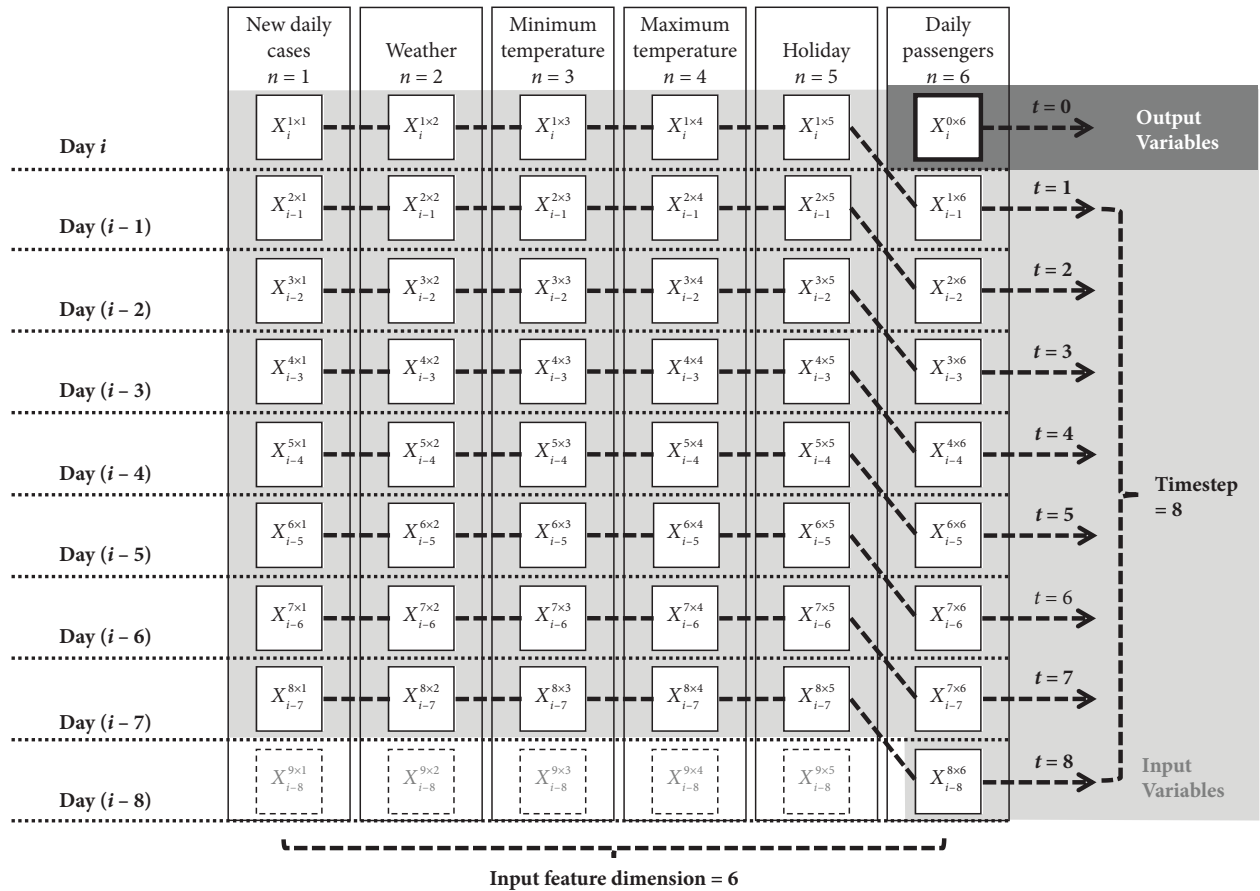 New daily cases n = 1
Weather n = 2
Minimum temperature n = 3
Maximum temperature n = 4
Holiday n = 5
Daily passengers n = 6
Day i
X_i^{1×1} X_i^{1×2} X_i^{1×3} X_i^{1×4} X_i^{1×5} X_i^{0×6}
t = 0
Output
Variables
Day (i – 1)
X_{i–1}^{2×1} X_{i–1}^{2×2} X_{i–1}^{2×3} X_{i–1}^{2×4} X_{i–1}^{2×5} X_{i–1}^{1×6}
t = 1
Day (i – 2)
X_{i–2}^{3×1} X_{i–2}^{3×2} X_{i–2}^{3×3} X_{i–2}^{3×4} X_{i–2}^{3×5} X_{i–2}^{2×6}
t = 2
Day (i – 3)
X_{i–3}^{4×1} X_{i–3}^{4×2} X_{i–3}^{4×3} X_{i–3}^{4×4} X_{i–3}^{4×5} X_{i–3}^{3×6}
t = 3
Day (i – 4)
X_{i–4}^{5×1} X_{i–4}^{5×2} X_{i–4}^{5×3} X_{i–4}^{5×4} X_{i–4}^{5×5} X_{i–4}^{4×6}
t = 4
Timestep
= 8
Day (i – 5)
X_{i–5}^{6×1} X_{i–5}^{6×2} X_{i–5}^{6×3} X_{i–5}^{6×4} X_{i–5}^{6×5} X_{i–5}^{6×6}
t = 5
Day (i – 6)
X_{i–6}^{7×1} X_{i–6}^{7×2} X_{i–6}^{7×3} X_{i–6}^{7×4} X_{i–6}^{7×5} X_{i–6}^{7×6}
t = 6
Day (i – 7)
X_{i–7}^{8×1} X_{i–7}^{8×2} X_{i–7}^{8×3} X_{i–7}^{8×4} X_{i–7}^{8×5} X_{i–7}^{7×6}
t = 7
Day (i – 8)
X_{i–8}^{9×1} X_{i–8}^{9×2} X_{i–8}^{9×3} X_{i–8}^{9×4} X_{i–8}^{9×5} X_{i–8}^{8×6}
t = 8
Input
Variables
Input feature dimension = 6